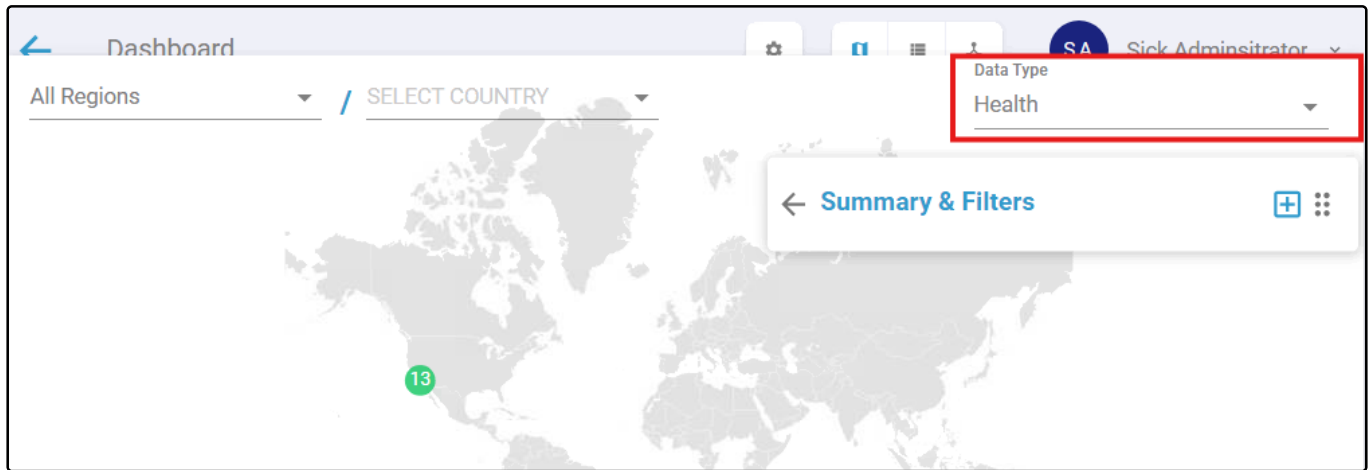 Dashboard
SA
Sick Adminsitrator
All Regions
/
SELECT COUNTRY
Data Type
Health
Summary & Filters
13